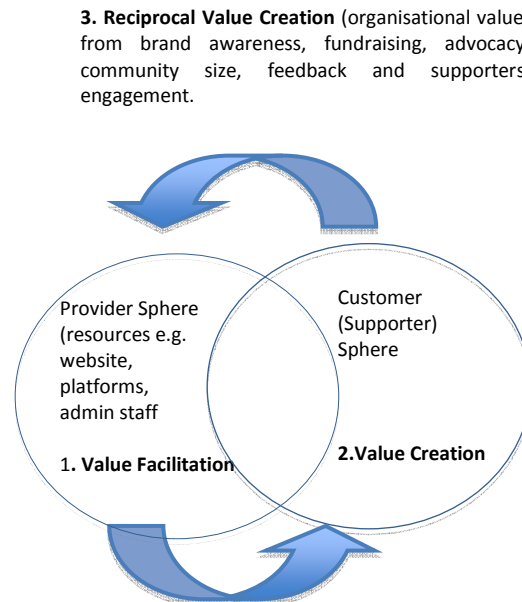 3. Reciprocal Value Creation (organisational value
from brand awareness, fundraising, advocacy
community size, feedback and supporters
engagement.
Provider Sphere
(resources e.g.
website,
platforms,
admin staff
1. Value Facilitation
Customer
(Supporter)
Sphere
2.Value Creation